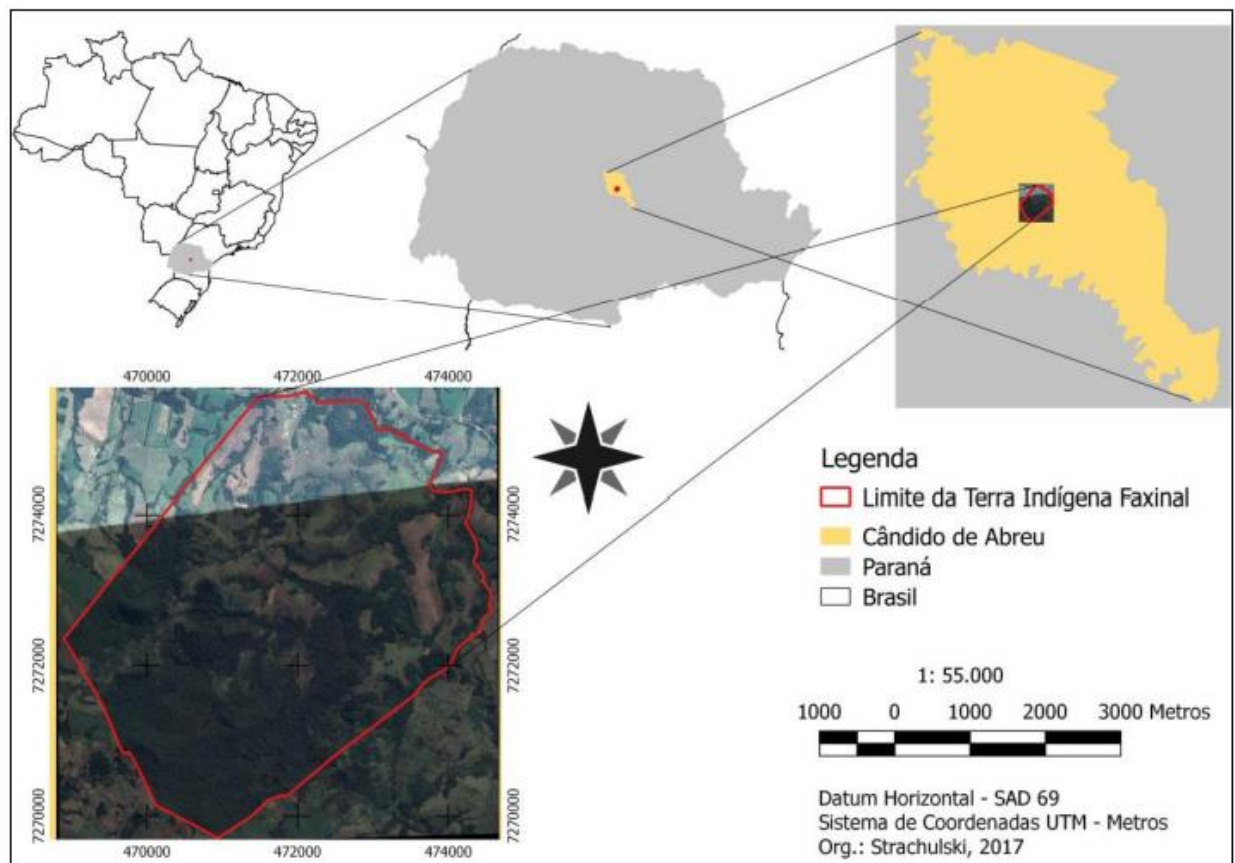 470000 472000 474000
7274000
7274000
7272000
7272000
7270000
7270000
470000 472000 474000
Legenda
Limite da Terra Indígena Faxinal
Cândido de Abreu
Paraná
Brasil
1: 55.000
1000 0 1000 2000 3000 Metros
Datum Horizontal - SAD 69
Sistema de Coordenadas UTM - Metros
Org.: Strachulski, 2017